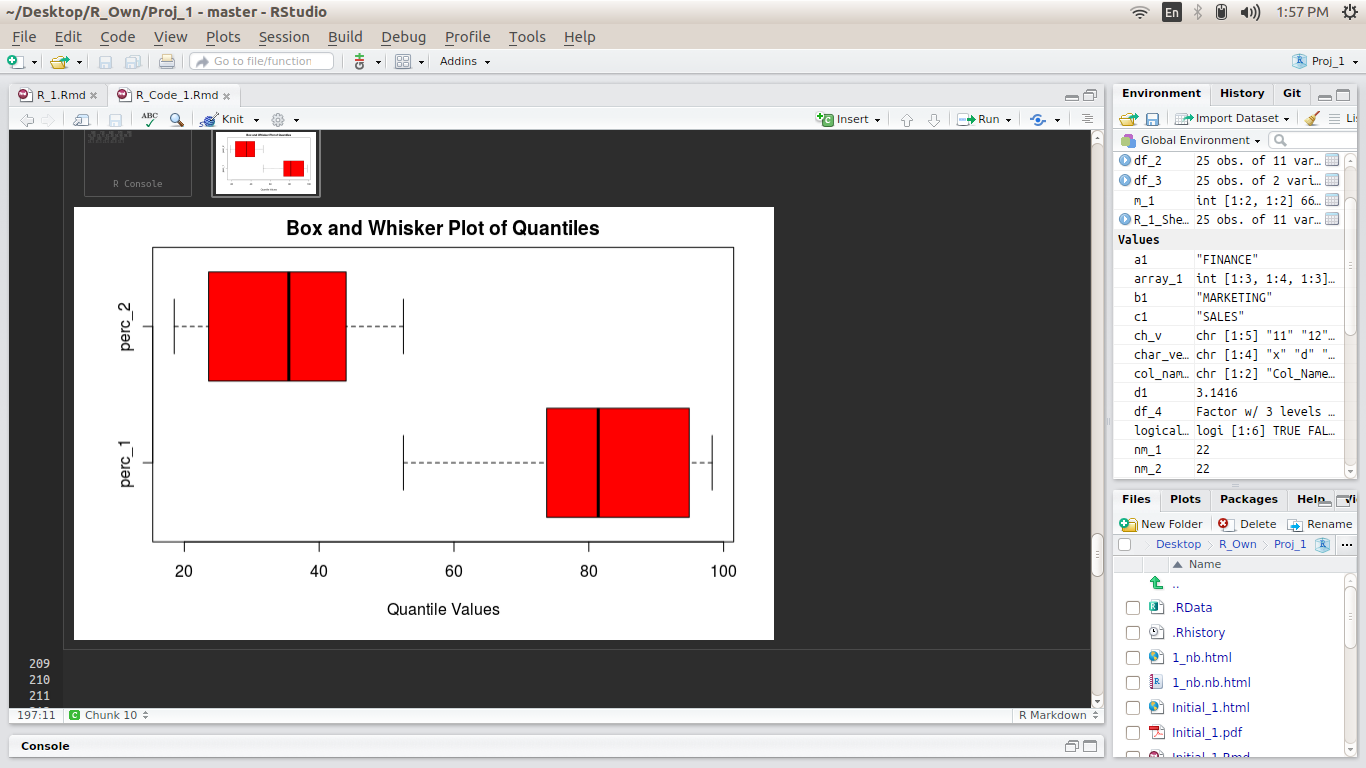 ~/Desktop/R_Own/Proj_1 - master - RStudio
En 1:57 PM
File Edit Code View Plots Session Build Debug Profile Tools Help
Go to file/function Addins Proj_1
R_1.Rmd R_Code_1.Rmd
ABC Knit Insert Run
R Console
Box and Whisker Plot of Quantiles
perc_2
perc_1
20 40 60 80 100
Quantile Values
209
210
211
197:11 Chunk 10 R Markdown
Console
Environment History Git
Import Dataset
Global Environment
df_2 25 obs. of 11 var…
df_3 25 obs. of 2 vari…
m_1 int [1:2, 1:2] 66…
R_1_She… 25 obs. of 11 var…
Values
a1 "FINANCE"
array_1 int [1:3, 1:4, 1:3]…
b1 "MARKETING"
c1 "SALES"
ch_v chr [1:5] "11" "12"…
char_ve… chr [1:4] "x" "d" "…
col_nam… chr [1:2] "Col_Name…
d1 3.1416
df_4 Factor w/ 3 levels …
logical… logi [1:6] TRUE FAL…
nm_1 22
nm_2 22
Files Plots Packages Help
New Folder Delete Rename
Desktop R_Own Proj_1 ...
Name
..
.RData
.Rhistory
1_nb.html
1_nb.nb.html
Initial_1.html
Initial_1.pdf
Initial_1.Rmd